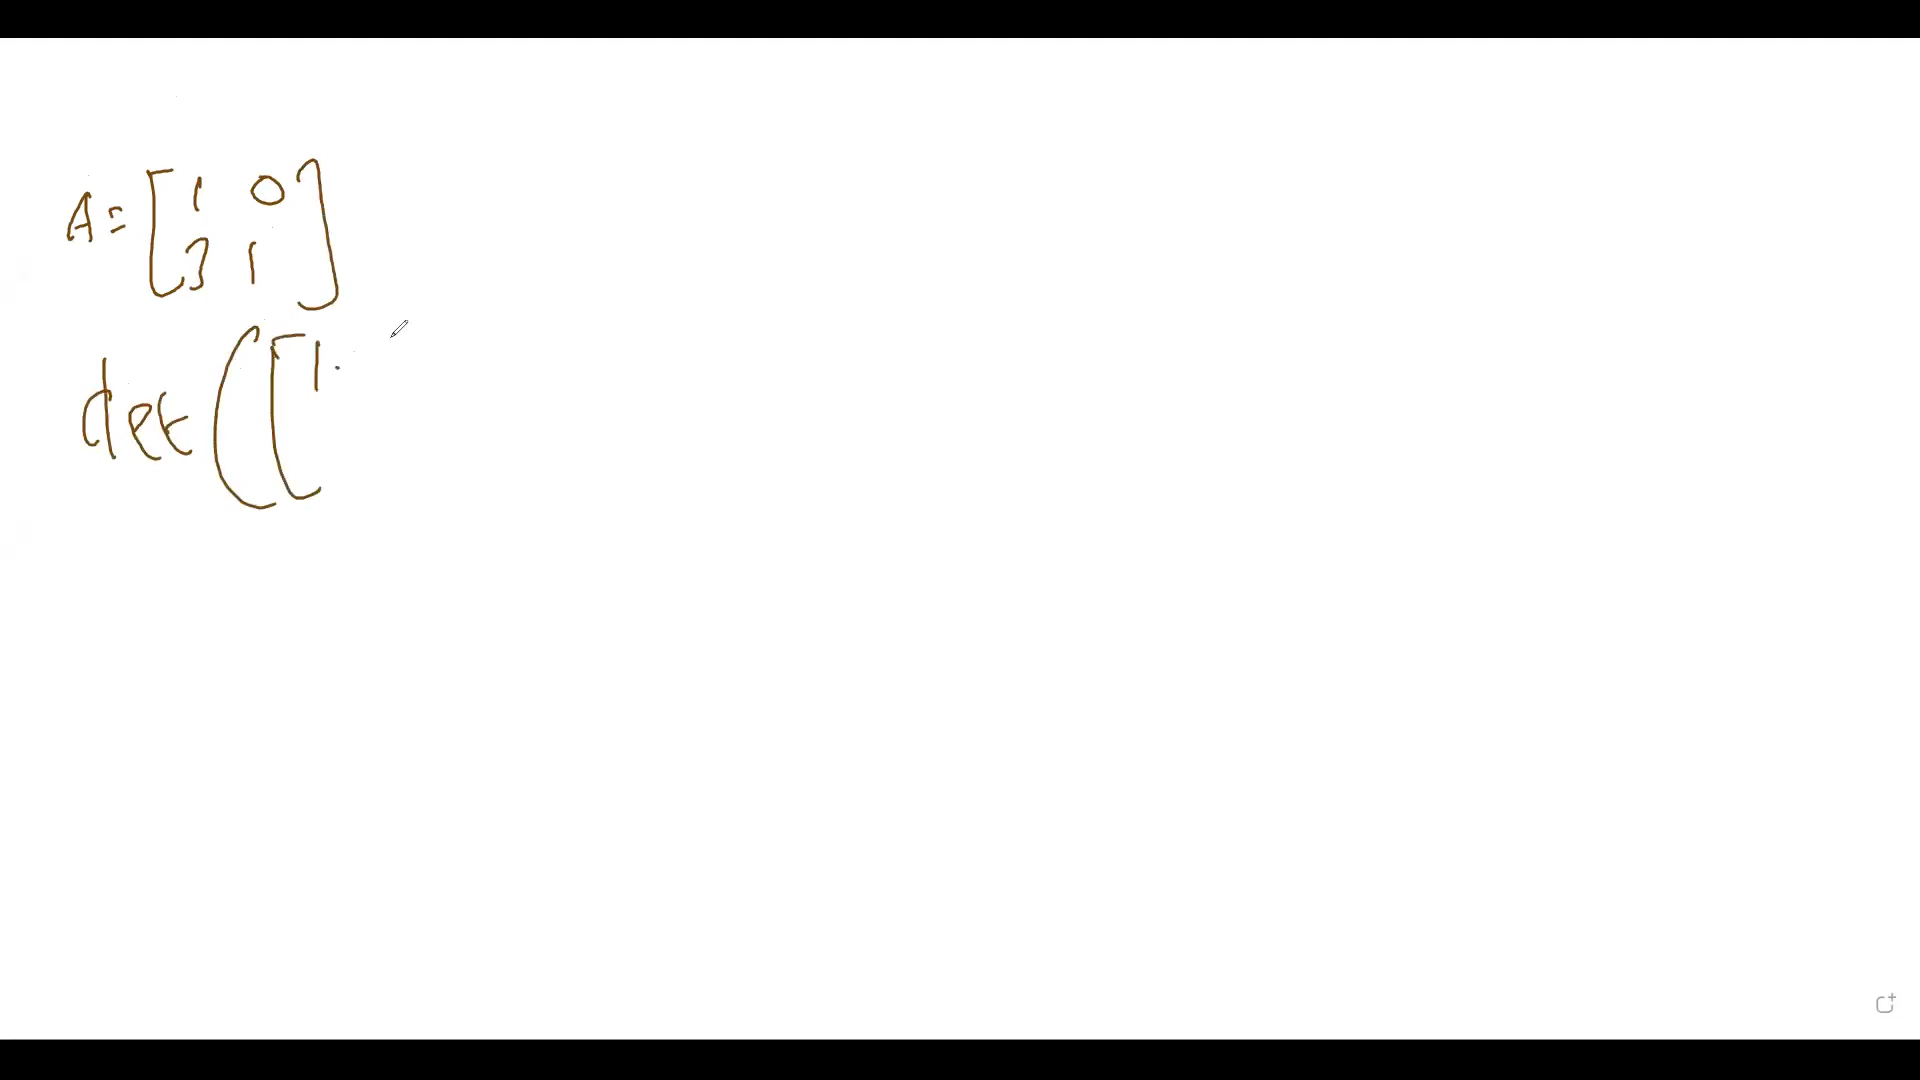 A = [1 0
3 1]
det ([1 .